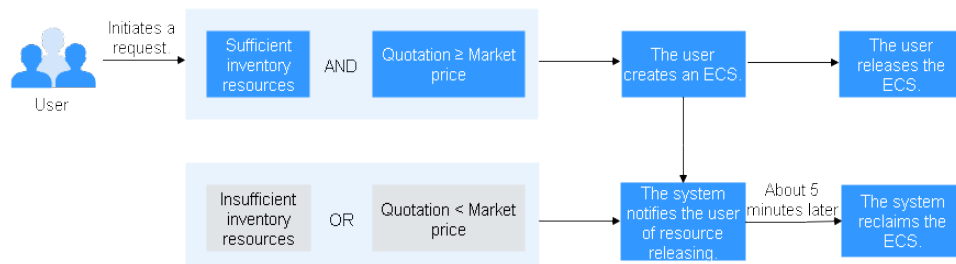 Initiates a
request.
User
Sufficient
inventory
resources
AND
Quotation ≥ Market
price
The user
creates an ECS.
The user
releases the
ECS.
Insufficient
inventory
resources
OR
Quotation < Market
price
The system
notifies the user
of resource
releasing.
About 5
minutes later
The system
reclaims the
ECS.